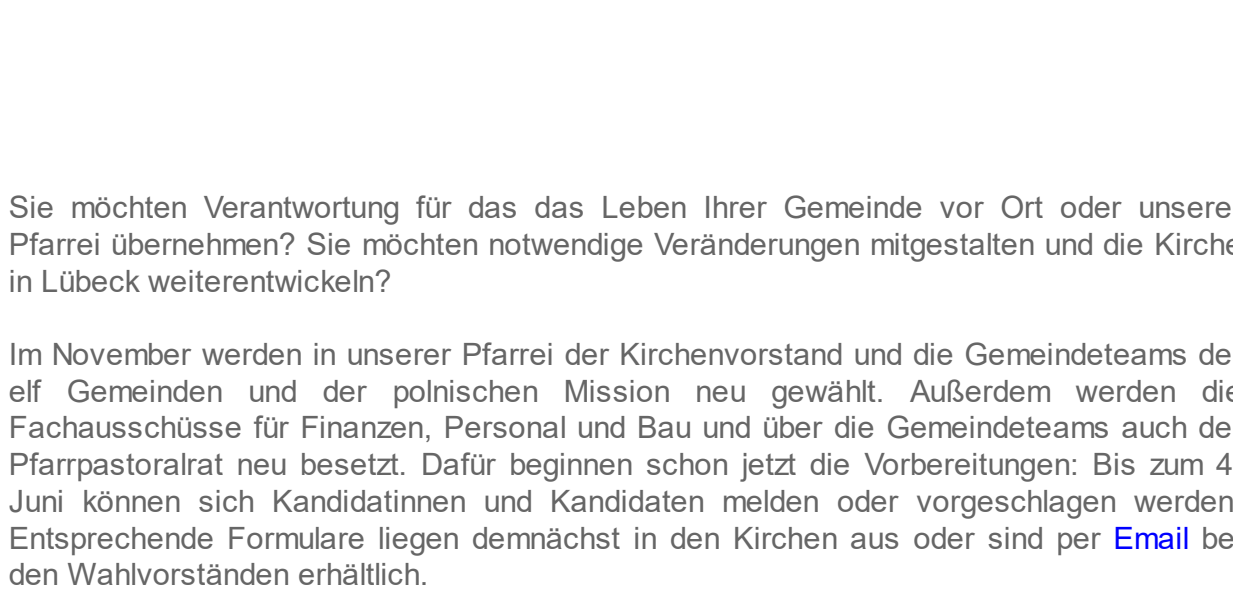 Sie möchten Verantwortung für das das Leben Ihrer Gemeinde vor Ort oder unsere
Pfarrei übernehmen? Sie möchten notwendige Veränderungen mitgestalten und die Kirche
in Lübeck weiterentwickeln?
Im November werden in unserer Pfarrei der Kirchenvorstand und die Gemeindeteams de
elf Gemeinden und der polnischen Mission neu gewählt. Außerdem werden die
Fachausschüsse für Finanzen, Personal und Bau und über die Gemeindeteams auch de
Pfarrpastoralrat neu besetzt. Dafür beginnen schon jetzt die Vorbereitungen: Bis zum 4
Juni können sich Kandidatinnen und Kandidaten melden oder vorgeschlagen werden
Entsprechende Formulare liegen demnächst in den Kirchen aus oder sind per Email be
den Wahlvorständen erhältlich.